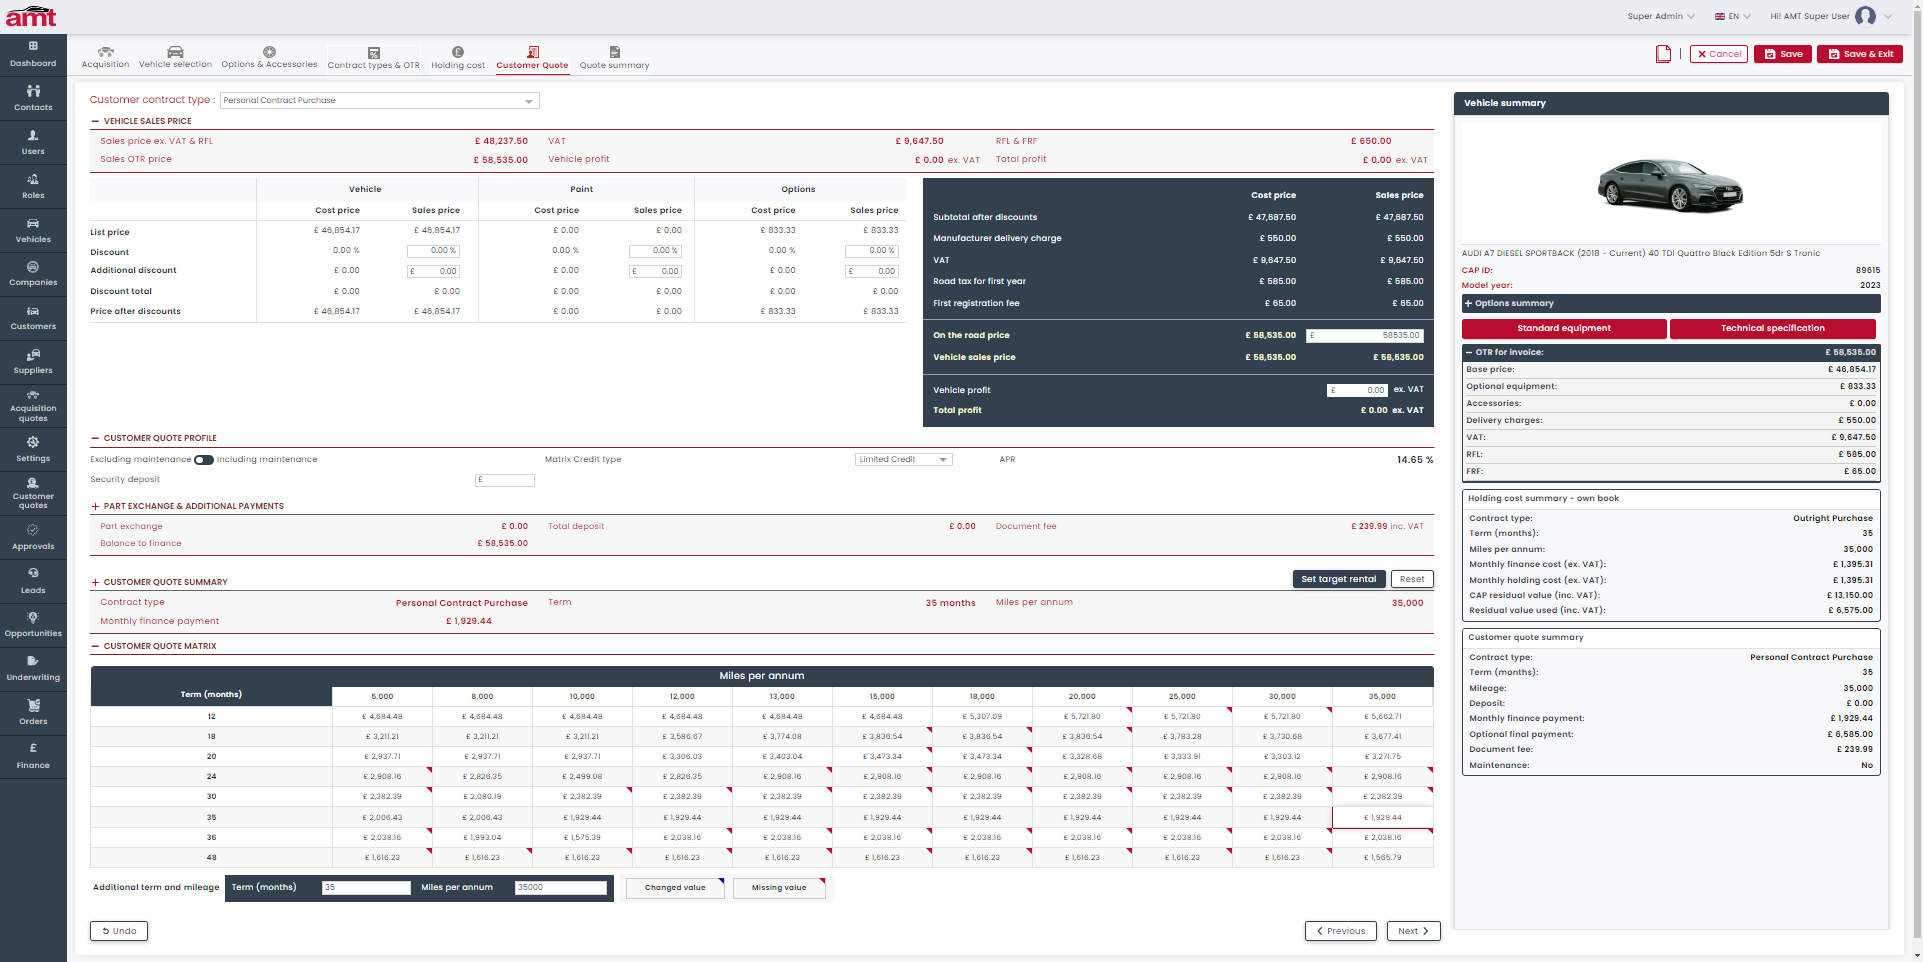 amt
Super Admin
EN
Hi! AMT Super User
Dashboard
Contacts
Users
Roles
Vehicles
Companies
Customers
Suppliers
Acquisition quotes
Settings
Customer quotes
Approvals
Leads
Opportunities
Underwriting
Orders
Finance
Acquisition Vehicle selection Options & Accessories Contract types & OTR Holding cost Customer Quote Quote summary
Cancel Save Save & Exit
Customer contract type : Personal Contract Purchase
VEHICLE SALES PRICE
Sales price ex. VAT & RFL £ 48,237.50 VAT £ 9,647.50 RFL & FRF £ 650.00
Sales OTR price £ 58,535.00 Vehicle profit £ 0.00 ex. VAT Total profit £ 0.00 ex. VAT
Vehicle Paint Options
Cost price Sales price Cost price Sales price Cost price Sales price
List price £ 46,854.17 £ 46,854.17 £ 0.00 £ 0.00 £ 833.33 £ 833.33
Discount 0.00 % 0.00 % 0.00 % 0.00 % 0.00 % 0.00 %
Additional discount £ 0.00 £ 0.00 £ 0.00 £ 0.00 £ 0.00 £ 0.00
Discount total £ 0.00 £ 0.00 £ 0.00 £ 0.00 £ 0.00 £ 0.00
Price after discounts £ 46,854.17 £ 46,854.17 £ 0.00 £ 0.00 £ 833.33 £ 833.33
Cost price Sales price
Subtotal after discounts £ 47,687.50 £ 47,687.50
Manufacturer delivery charge £ 550.00 £ 550.00
VAT £ 9,647.50 £ 9,647.50
Road tax for first year £ 585.00 £ 585.00
First registration fee £ 65.00 £ 65.00
On the road price £ 58,535.00 £ 58535.00
Vehicle sales price £ 58,535.00 £ 58,535.00
Vehicle profit £ 0.00 ex. VAT
Total profit £ 0.00 ex. VAT
CUSTOMER QUOTE PROFILE
Excluding maintenance Including maintenance Matrix Credit type Limited Credit APR 14.65 %
Security deposit £
PART EXCHANGE & ADDITIONAL PAYMENTS
Part exchange £ 0.00 Total deposit £ 0.00 Document fee £ 239.99 inc. VAT
Balance to finance £ 58,535.00
CUSTOMER QUOTE SUMMARY Set target rental Reset
Contract type Personal Contract Purchase Term 35 months Miles per annum 35,000
Monthly finance payment £ 1,929.44
CUSTOMER QUOTE MATRIX
Term (months) Miles per annum
5,000 8,000 10,000 12,000 13,000 15,000 18,000 20,000 25,000 30,000 35,000
12 £ 4,684.48 £ 4,684.48 £ 4,684.48 £ 4,684.48 £ 4,684.48 £ 4,684.48 £ 5,307.09 £ 5,721.80 £ 5,721.80 £ 5,721.80 £ 5,662.71
18 £ 3,211.21 £ 3,211.21 £ 3,211.21 £ 3,586.67 £ 3,774.08 £ 3,836.54 £ 3,836.54 £ 3,836.54 £ 3,783.28 £ 3,730.68 £ 3,677.41
20 £ 2,937.71 £ 2,937.71 £ 2,937.71 £ 3,306.03 £ 3,403.04 £ 3,473.34 £ 3,473.34 £ 3,328.68 £ 3,333.91 £ 3,303.12 £ 3,271.75
24 £ 2,908.16 £ 2,826.35 £ 2,499.08 £ 2,826.35 £ 2,908.16 £ 2,908.16 £ 2,908.16 £ 2,908.16 £ 2,908.16 £ 2,908.16 £ 2,908.16
30 £ 2,382.39 £ 2,080.19 £ 2,382.39 £ 2,382.39 £ 2,382.39 £ 2,382.39 £ 2,382.39 £ 2,382.39 £ 2,382.39 £ 2,382.39 £ 2,382.39
35 £ 2,006.43 £ 2,006.43 £ 1,929.44 £ 1,929.44 £ 1,929.44 £ 1,929.44 £ 1,929.44 £ 1,929.44 £ 1,929.44 £ 1,929.44 £ 1,929.44
36 £ 2,038.16 £ 1,993.04 £ 1,575.39 £ 2,038.16 £ 2,038.16 £ 2,038.16 £ 2,038.16 £ 2,038.16 £ 2,038.16 £ 2,038.16 £ 2,038.16
48 £ 1,616.23 £ 1,616.23 £ 1,616.23 £ 1,616.23 £ 1,616.23 £ 1,616.23 £ 1,616.23 £ 1,616.23 £ 1,616.23 £ 1,616.23 £ 1,565.79
Additional term and mileage Term (months) 35 Miles per annum 35000 Changed value Missing value
Undo Previous Next
Vehicle summary
AUDI A7 DIESEL SPORTBACK (2018 - Current) 40 TDI Quattro Black Edition 5dr S Tronic
CAP ID: 89615
Model year: 2023
Options summary
Standard equipment Technical specification
OTR for invoice: £ 58,535.00
Base price: £ 46,854.17
Optional equipment: £ 833.33
Accessories: £ 0.00
Delivery charges: £ 550.00
VAT: £ 9,647.50
RFL: £ 585.00
FRF: £ 65.00
Holding cost summary - own book
Contract type: Outright Purchase
Term (months): 35
Miles per annum: 35,000
Monthly finance cost (ex. VAT): £ 1,395.31
Monthly holding cost (ex. VAT): £ 1,395.31
CAP residual value (inc. VAT): £ 13,150.00
Residual value used (inc. VAT): £ 6,575.00
Customer quote summary
Contract type: Personal Contract Purchase
Term (months): 35
Mileage: 35,000
Deposit: £ 0.00
Monthly finance payment: £ 1,929.44
Optional final payment: £ 6,585.00
Document fee: £ 239.99
Maintenance: No